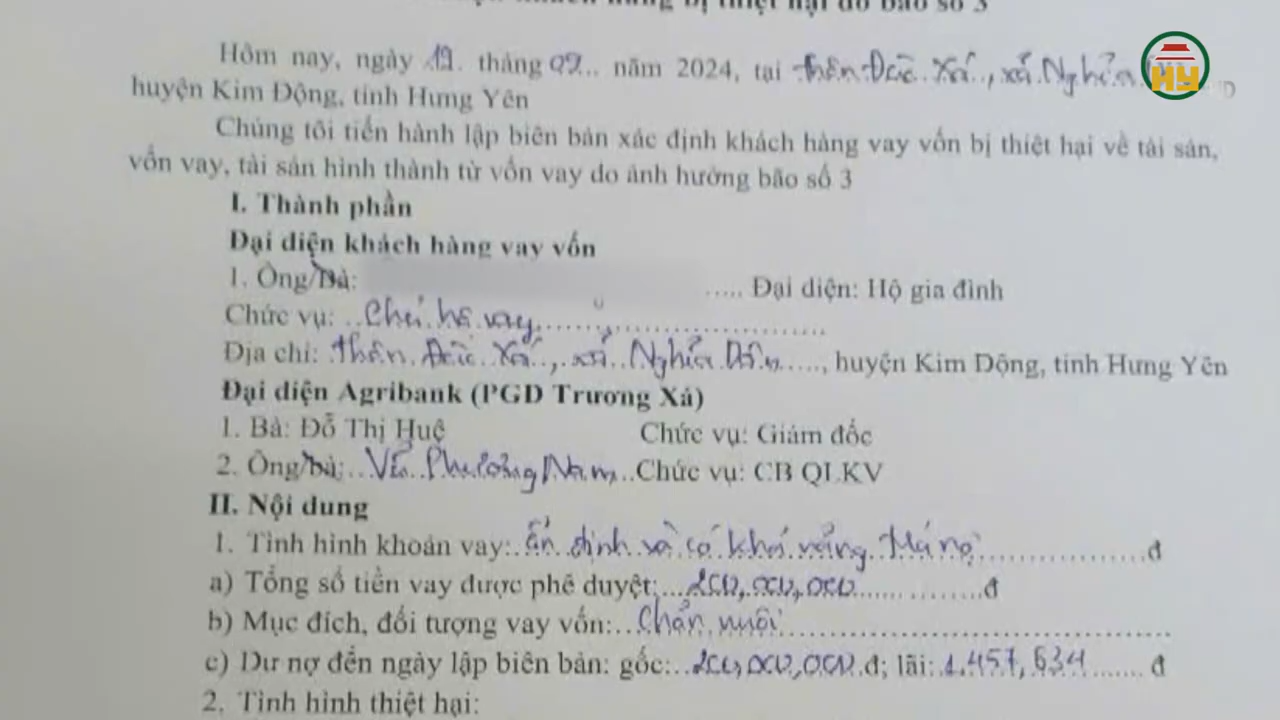 bị thiệt hại do bão số 3
Hôm nay, ngày 19 tháng 09... năm 2024, tại thôn Đức Xá.., xã Nghĩa
HY
huyện Kim Động, tỉnh Hưng Yên
Chúng tôi tiến hành lập biên bản xác định khách hàng vay vốn bị thiệt hại về tài sản,
vốn vay, tài sản hình thành từ vốn vay do ảnh hưởng bão số 3
I. Thành phần
Đại diện khách hàng vay vốn
1. Ông/Bà: ..... Đại diện: Hộ gia đình
Chức vụ: ..Chủ hộ vay..............................
Địa chỉ: thôn Xá.., xã Nghĩa Dân......, huyện Kim Động, tỉnh Hưng Yên
Đại diện Agribank (PGD Trương Xá)
1. Bà: Đỗ Thị Huệ Chức vụ: Giám đốc
2. Ông/bà:..Vũ Phương Nam..Chức vụ: CB QLKV
II. Nội dung
1. Tình hình khoản vay:..ổn định và có khả năng trả nợ....................đ
a) Tổng số tiền vay được phê duyệt:...200,000,000...............đ
b) Mục đích, đối tượng vay vốn:...Chăn nuôi........................................
c) Dư nợ đến ngày lập biên bản: gốc:..200,000,000.đ; lãi:.1.457,634....... đ
2. Tình hình thiệt hại: